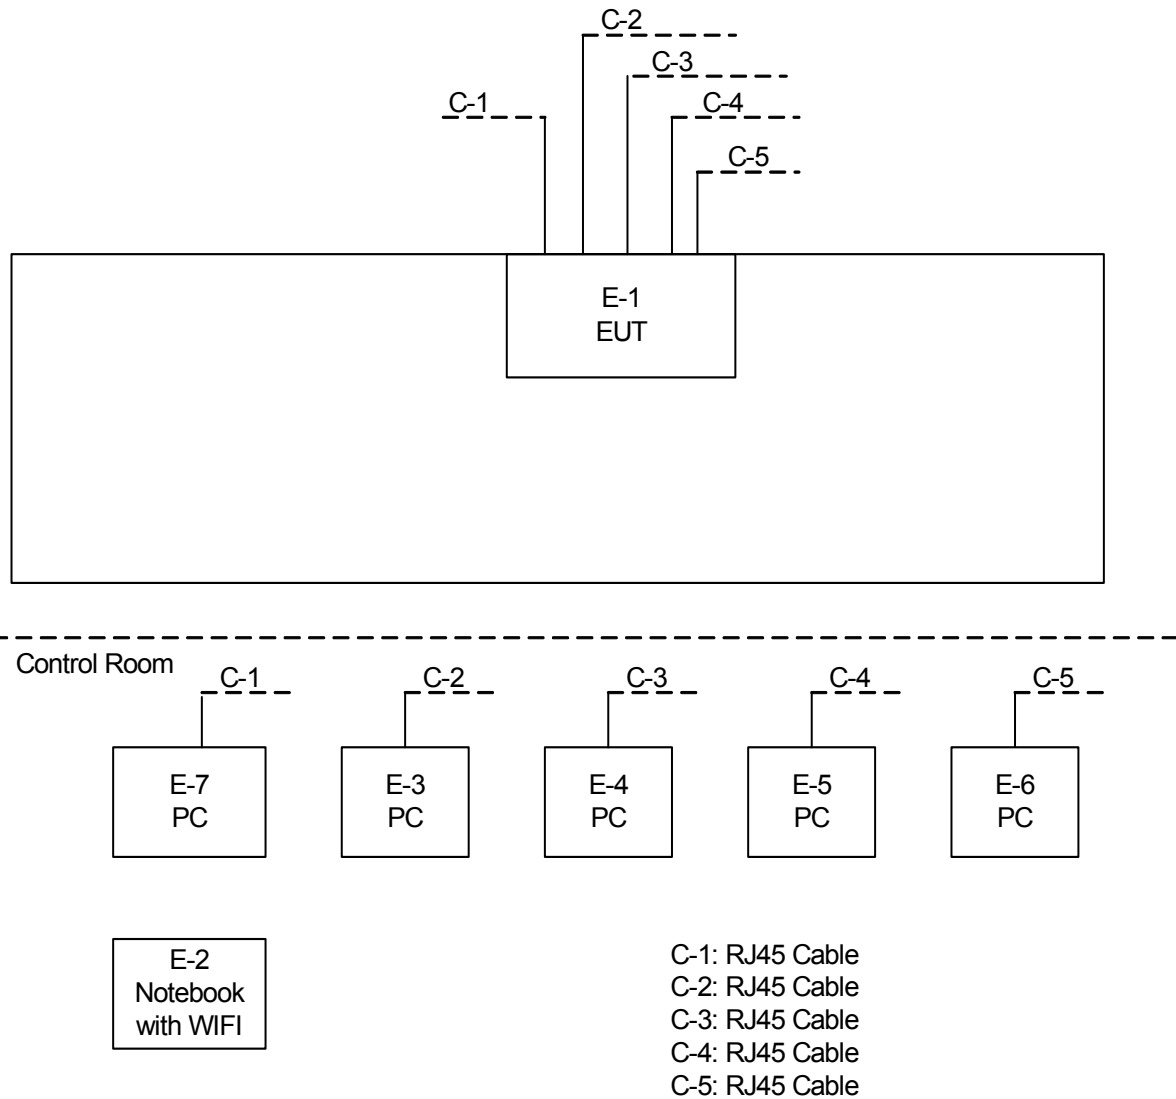 C-2
C-3
C-1
C-4
C-5
E-1
EUT
Control Room
C-1
C-2
C-3
C-4
C-5
E-7
PC
E-3
PC
E-4
PC
E-5
PC
E-6
PC
E-2
Notebook
with WIFI
C-1: RJ45 Cable
C-2: RJ45 Cable
C-3: RJ45 Cable
C-4: RJ45 Cable
C-5: RJ45 Cable